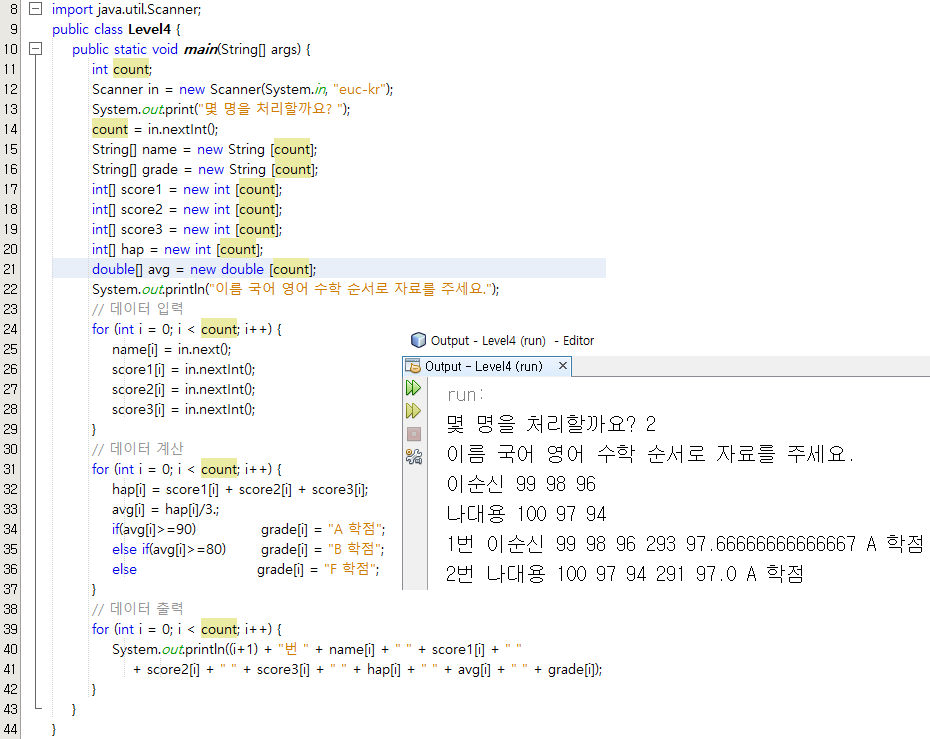 8 import java.util.Scanner;
9 public class Level4 {
10 public static void main(String[] args) {
11 int count;
12 Scanner in = new Scanner(System.in, "euc-kr");
13 System.out.print("몇 명을 처리할까요? ");
14 count = in.nextInt();
15 String[] name = new String [count];
16 String[] grade = new String [count];
17 int[] score1 = new int [count];
18 int[] score2 = new int [count];
19 int[] score3 = new int [count];
20 int[] hap = new int [count];
21 double[] avg = new double [count];
22 System.out.println("이름 국어 영어 수학 순서로 자료를 주세요.");
23 // 데이터 입력
24 for (int i = 0; i < count; i++) {
25 name[i] = in.next();
26 score1[i] = in.nextInt();
27 score2[i] = in.nextInt();
28 score3[i] = in.nextInt();
29 }
30 // 데이터 계산
31 for (int i = 0; i < count; i++) {
32 hap[i] = score1[i] + score2[i] + score3[i];
33 avg[i] = hap[i]/3.;
34 if(avg[i]>=90) grade[i] = "A 학점";
35 else if(avg[i]>=80) grade[i] = "B 학점";
36 else grade[i] = "F 학점";
37 }
38 // 데이터 출력
39 for (int i = 0; i < count; i++) {
40 System.out.println((i+1) + "번 " + name[i] + " " + score1[i] + " "
41 + score2[i] + " " + score3[i] + " " + hap[i] + " " + avg[i] + " " + grade[i]);
42 }
43 }
44 }
Output - Level4 (run) - Editor
Output - Level4 (run) ×
run:
몇 명을 처리할까요? 2
이름 국어 영어 수학 순서로 자료를 주세요.
이순신 99 98 96
나대용 100 97 94
1번 이순신 99 98 96 293 97.66666666666667 A 학점
2번 나대용 100 97 94 291 97.0 A 학점